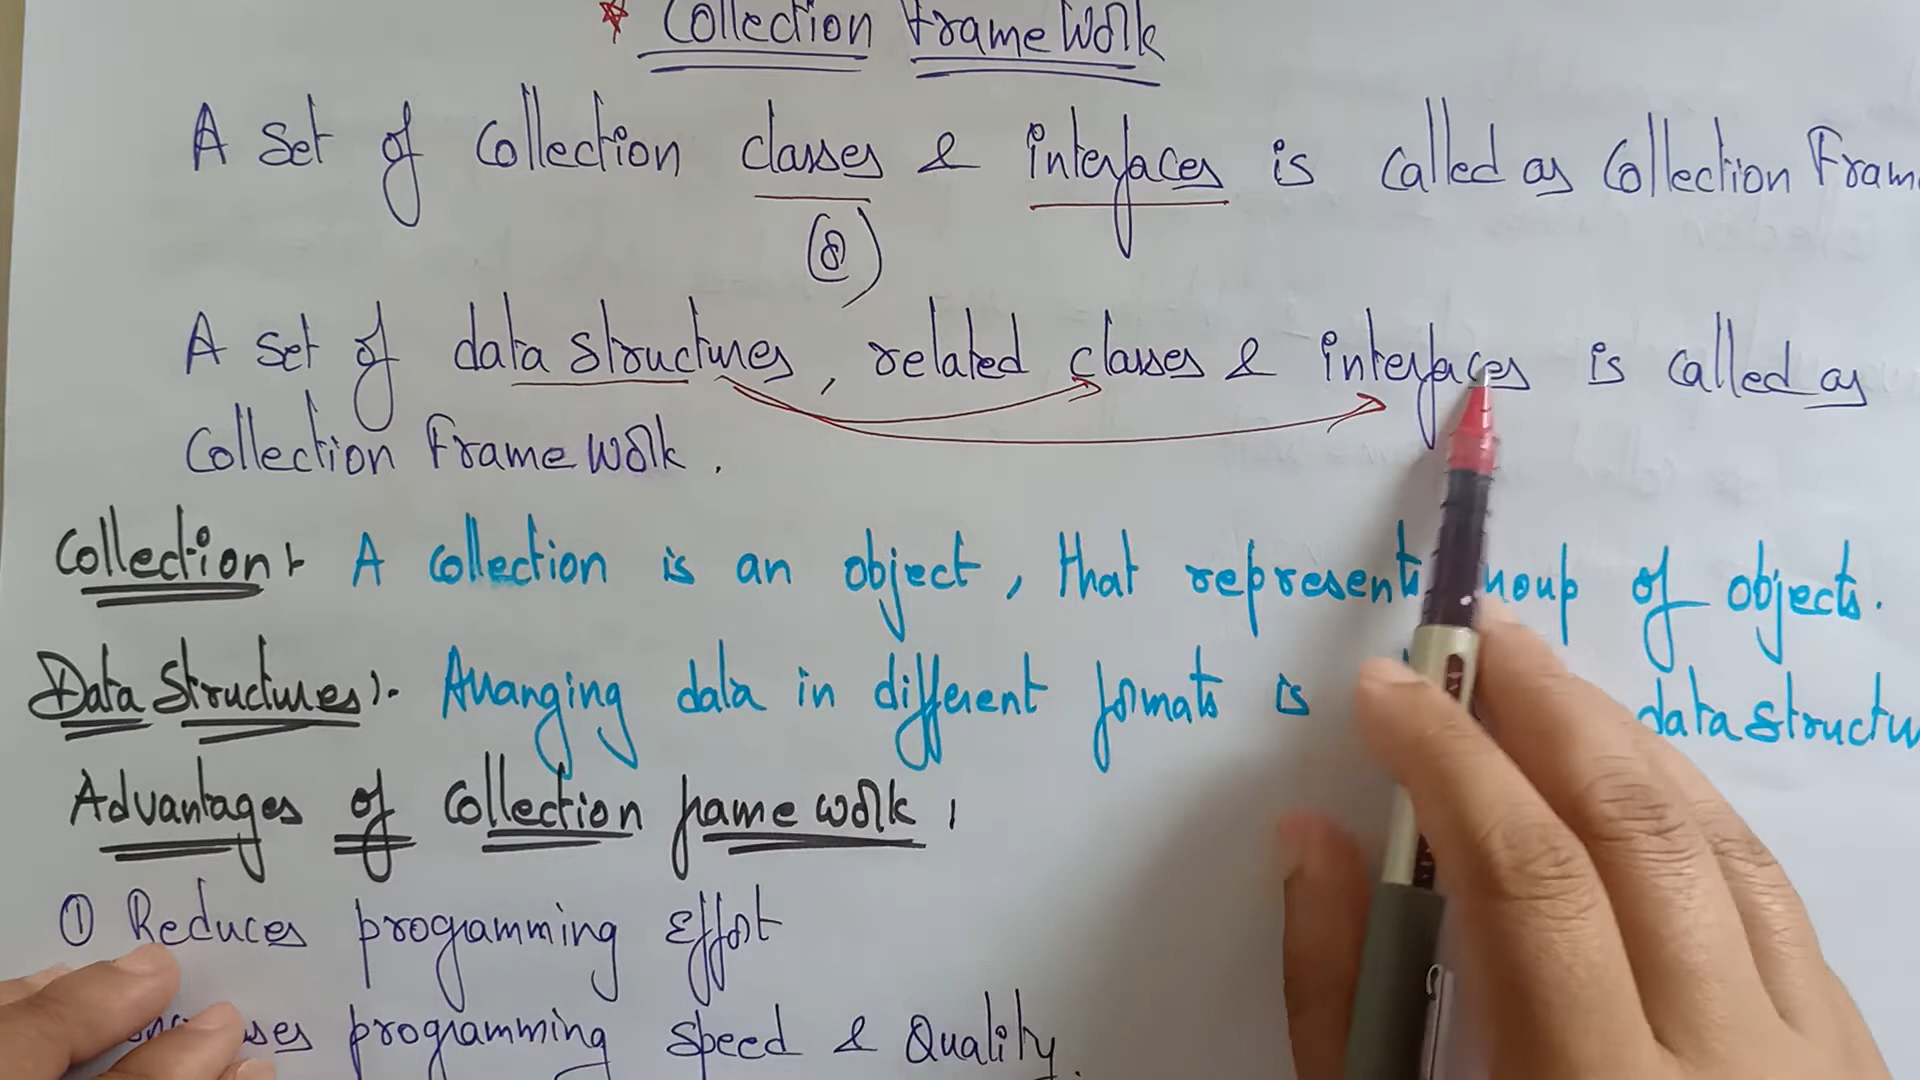 * Collection Frame Work
A set of Collection classes & interfaces is called as Collection Fram
(or)
A set of data structures, related classes & interfaces is called as
Collection Frame Work.
Collection :- A collection is an object, that represents group of objects.
Data Structures :- Arranging data in different formats is data structu
Advantages of Collection frame work :
① Reduces programming Effort
programming speed & Quality.